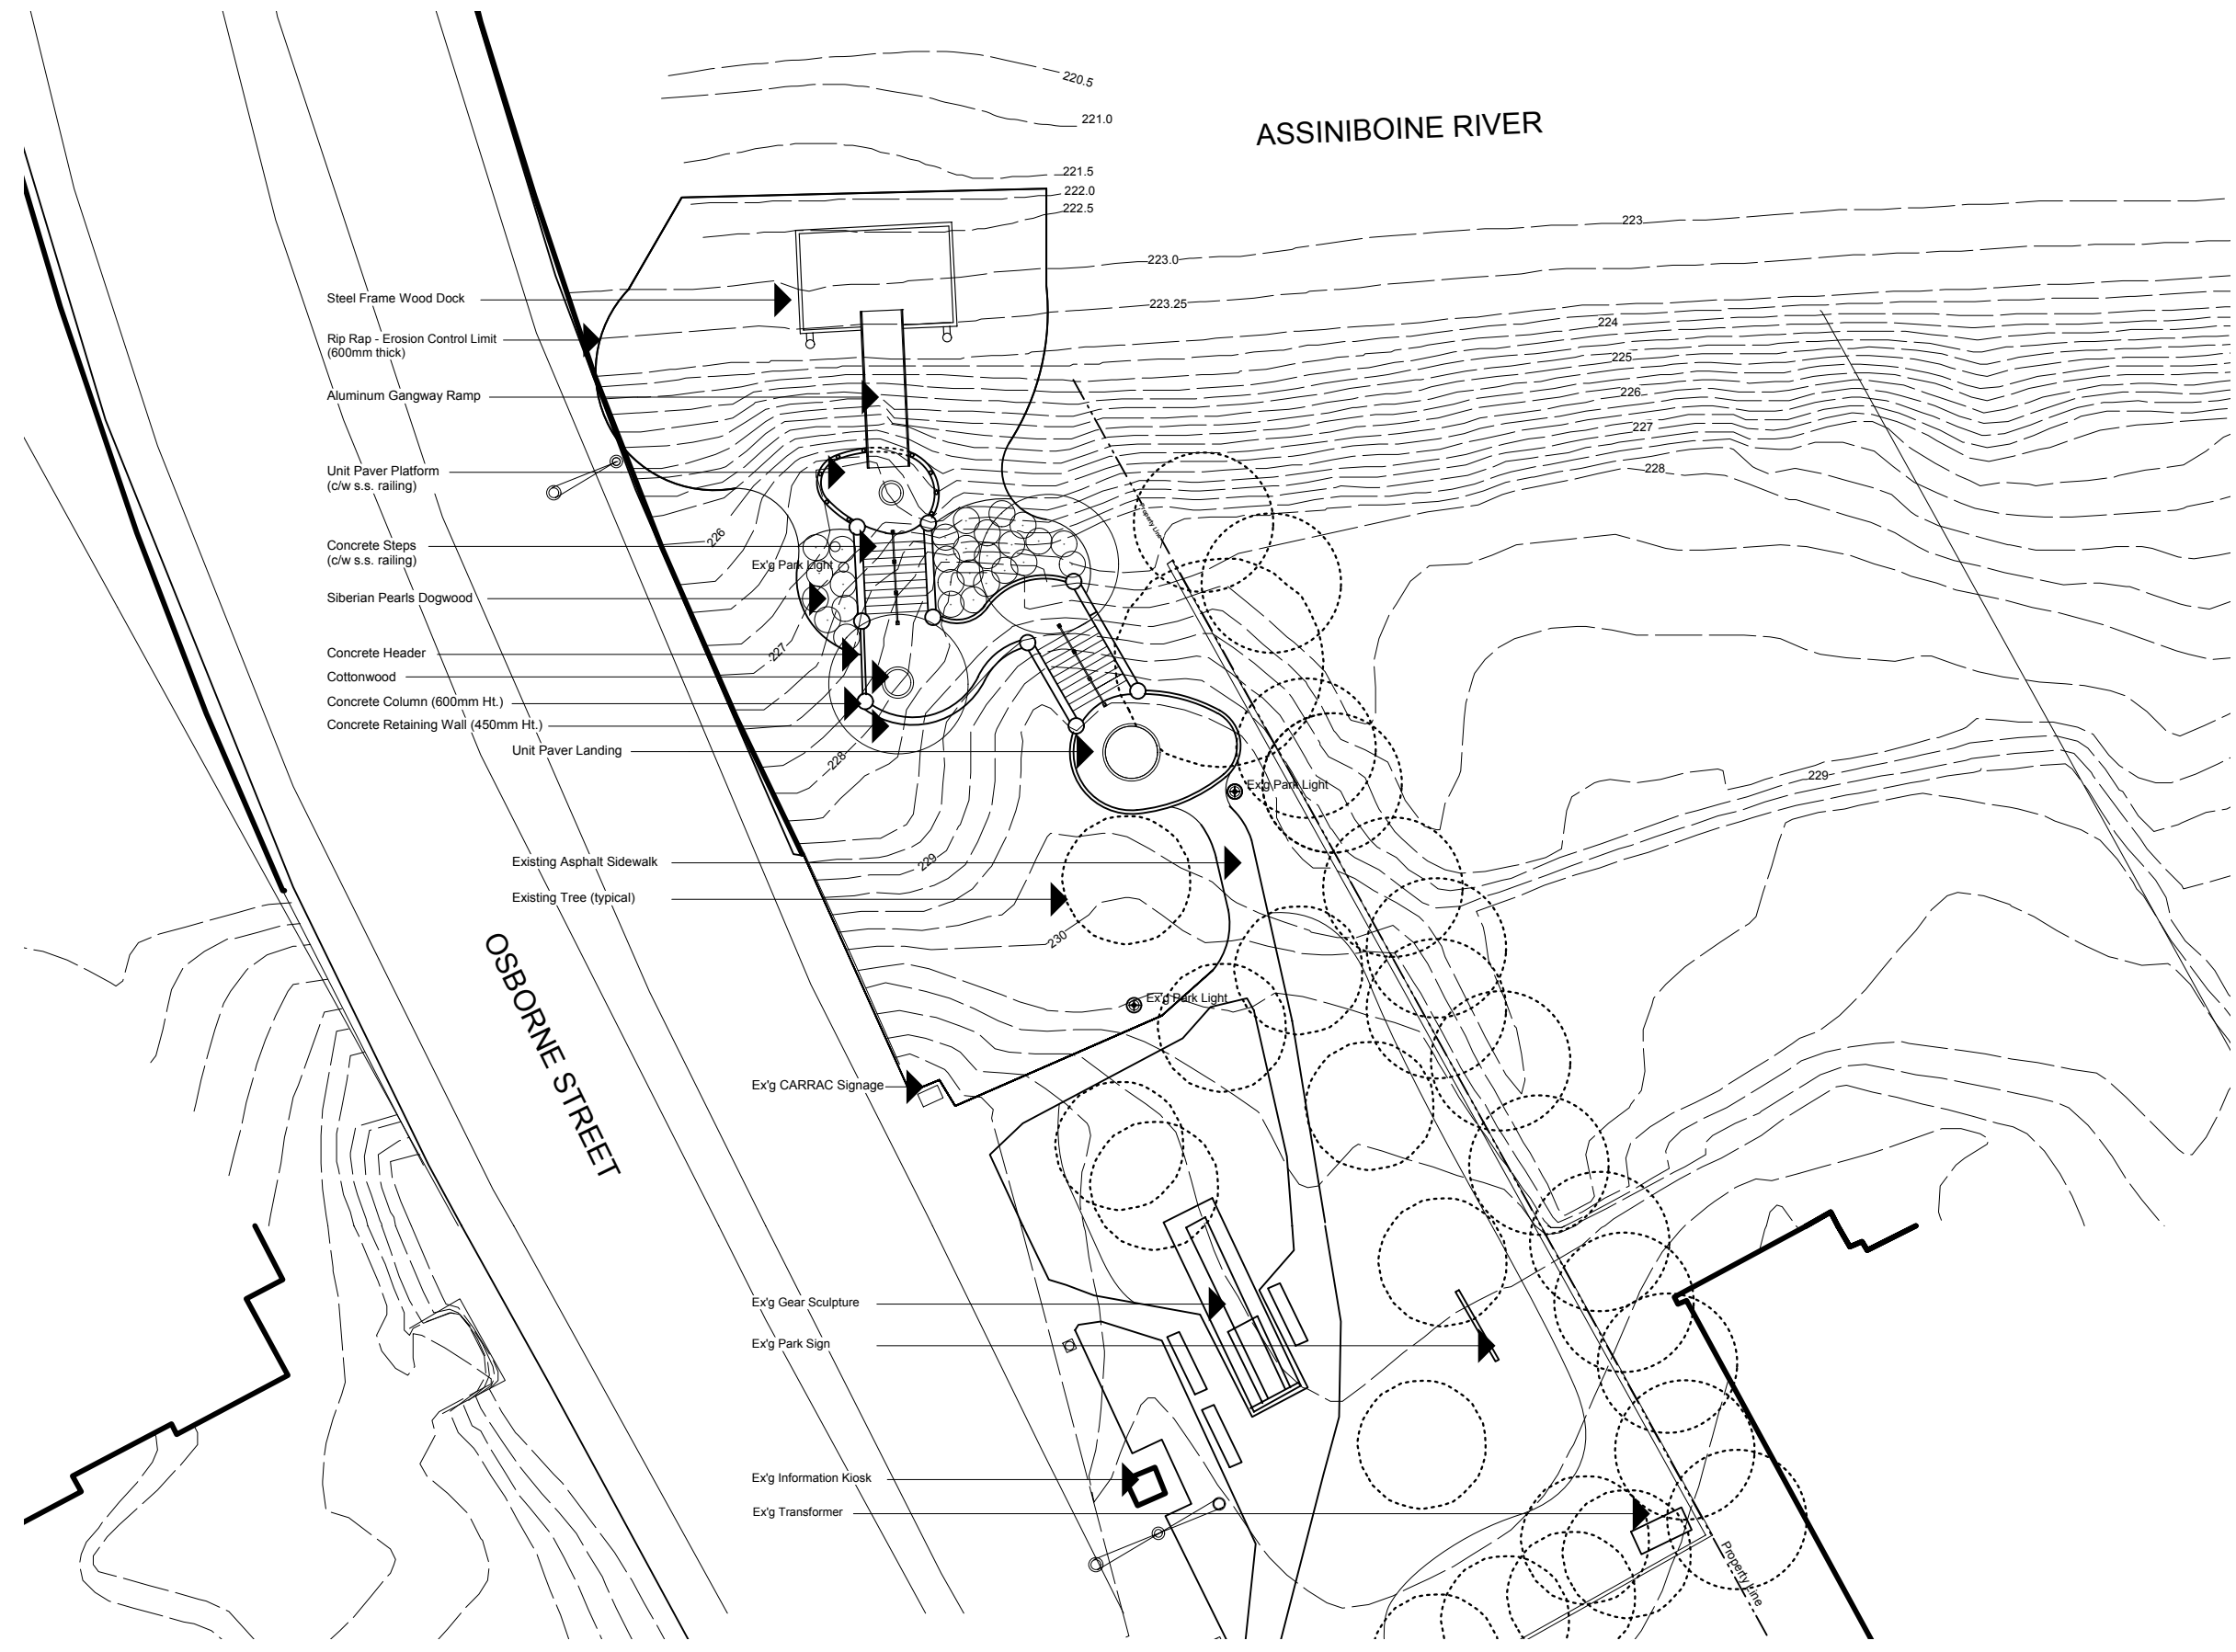 220.5
221.0
ASSINIBOINE RIVER
221.5
222.0
222.5
223
223.0
223.25
224
225
226
227
228
Steel Frame Wood Dock
Rip Rap - Erosion Control Limit
(600mm thick)
Aluminum Gangway Ramp
Unit Paver Platform
(c/w s.s. railing)
Property Line
226
Concrete Steps
(c/w s.s. railing)
Ex'g Park Light
Siberian Pearls Dogwood
227
Concrete Header
Cottonwood
Concrete Column (600mm Ht.)
Concrete Retaining Wall (450mm Ht.)
Unit Paver Landing
228
229
Ex'g Park Light
Existing Asphalt Sidewalk
229
Existing Tree (typical)
230
OSBORNE STREET
Ex'g Park Light
Ex'g CARRAC Signage
Ex'g Gear Sculpture
Ex'g Park Sign
Ex'g Information Kiosk
Ex'g Transformer
Property Line